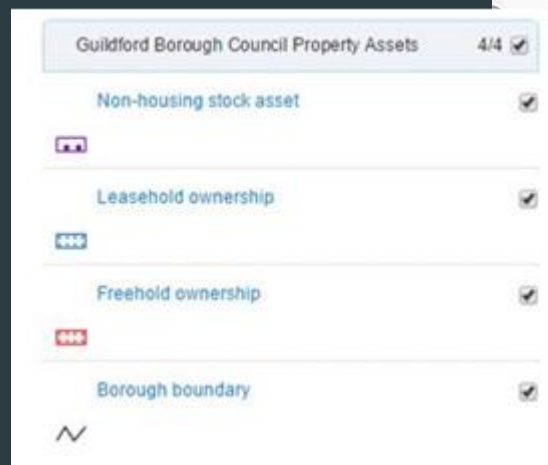 Guildford Borough Council Property Assets 4/4
Non-housing stock asset
Leasehold ownership
Freehold ownership
Borough boundary